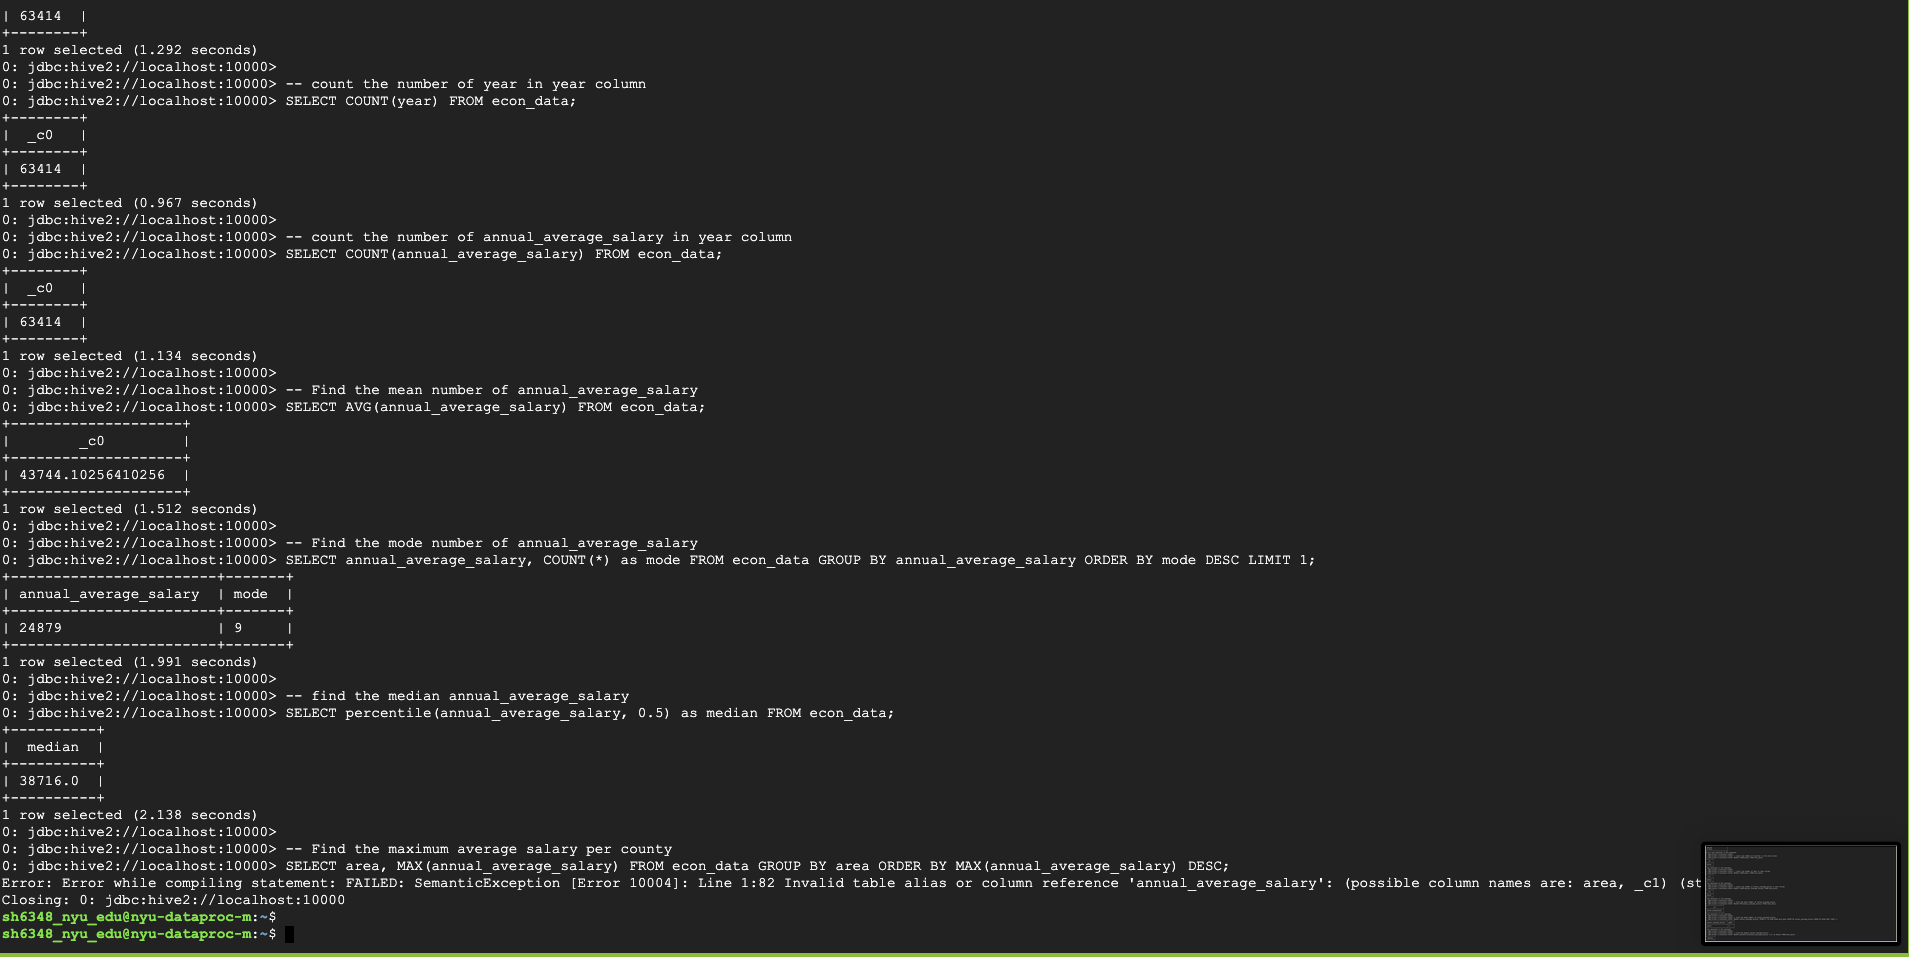 | 63414  |
+--------+
1 row selected (1.292 seconds)
0: jdbc:hive2://localhost:10000>
0: jdbc:hive2://localhost:10000> -- count the number of year in year column
0: jdbc:hive2://localhost:10000> SELECT COUNT(year) FROM econ_data;
+--------+
|  _c0   |
+--------+
| 63414  |
+--------+
1 row selected (0.967 seconds)
0: jdbc:hive2://localhost:10000>
0: jdbc:hive2://localhost:10000> -- count the number of annual_average_salary in year column
0: jdbc:hive2://localhost:10000> SELECT COUNT(annual_average_salary) FROM econ_data;
+--------+
|  _c0   |
+--------+
| 63414  |
+--------+
1 row selected (1.134 seconds)
0: jdbc:hive2://localhost:10000>
0: jdbc:hive2://localhost:10000> -- Find the mean number of annual_average_salary
0: jdbc:hive2://localhost:10000> SELECT AVG(annual_average_salary) FROM econ_data;
+--------------------+
|        _c0         |
+--------------------+
| 43744.10256410256  |
+--------------------+
1 row selected (1.512 seconds)
0: jdbc:hive2://localhost:10000>
0: jdbc:hive2://localhost:10000> -- Find the mode number of annual_average_salary
0: jdbc:hive2://localhost:10000> SELECT annual_average_salary, COUNT(*) as mode FROM econ_data GROUP BY annual_average_salary ORDER BY mode DESC LIMIT 1;
+------------------------+-------+
| annual_average_salary  | mode  |
+------------------------+-------+
| 24879                  | 9     |
+------------------------+-------+
1 row selected (1.991 seconds)
0: jdbc:hive2://localhost:10000>
0: jdbc:hive2://localhost:10000> -- find the median annual_average_salary
0: jdbc:hive2://localhost:10000> SELECT percentile(annual_average_salary, 0.5) as median FROM econ_data;
+----------+
|  median  |
+----------+
| 38716.0  |
+----------+
1 row selected (2.138 seconds)
0: jdbc:hive2://localhost:10000>
0: jdbc:hive2://localhost:10000> -- Find the maximum average salary per county
0: jdbc:hive2://localhost:10000> SELECT area, MAX(annual_average_salary) FROM econ_data GROUP BY area ORDER BY MAX(annual_average_salary) DESC;
Error: Error while compiling statement: FAILED: SemanticException [Error 10004]: Line 1:82 Invalid table alias or column reference 'annual_average_salary': (possible column names are: area, _c1) (st
Closing: 0: jdbc:hive2://localhost:10000
sh6348_nyu_edu@nyu-dataproc-m:~$
sh6348_nyu_edu@nyu-dataproc-m:~$